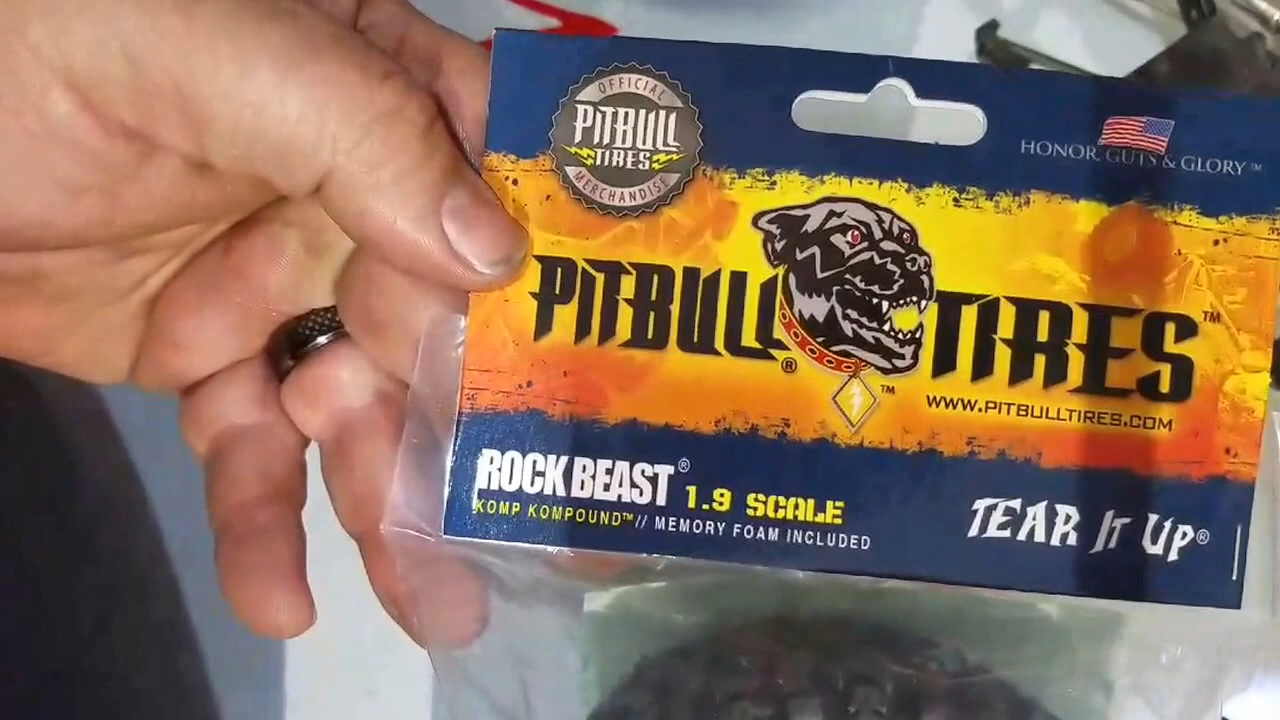 OFFICIAL
PITBULL
TIRES
MERCHANDISE
HONOR, GUTS & GLORY™
PITBULL® TIRES™
™
WWW.PITBULLTIRES.COM
ROCK BEAST® 1.9 SCALE
KOMP KOMPOUND™// MEMORY FOAM INCLUDED
TEAR IT UP®